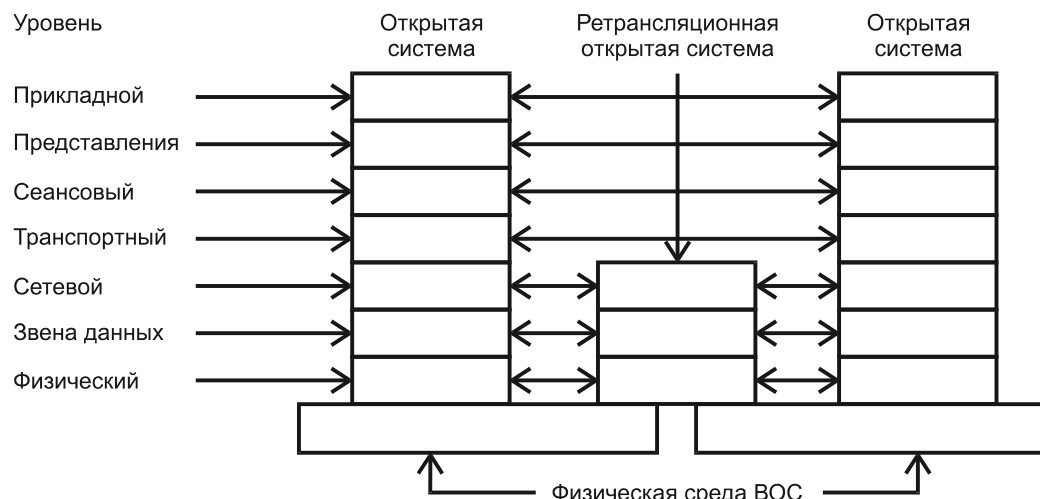 Уровень
Открытая
система
Ретрансляционная
открытая система
Открытая
система
Прикладной
Представления
Сеансовый
Транспортный
Сетевой
Звена данных
Физический
Физическая среда ВОС